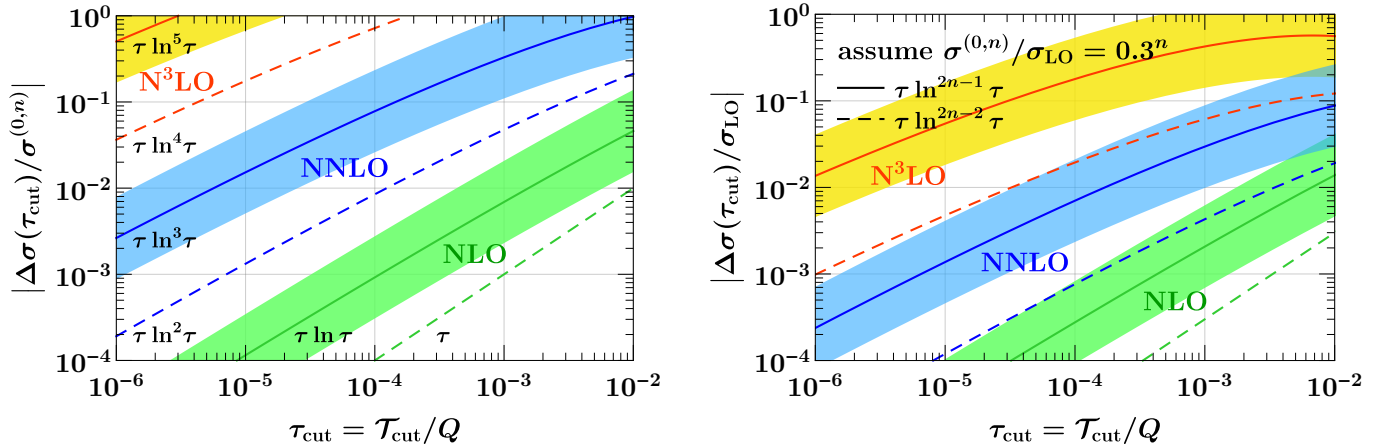 |Δσ(τ_cut)/σ^(0,n)|
10^0
10^−1
10^−2
10^−3
10^−4
τ ln^5 τ
N^3LO
τ ln^4 τ
NNLO
τ ln^3 τ
NLO
τ ln^2 τ
τ ln τ
τ
10^−6
10^−5
10^−4
10^−3
10^−2
τ_cut = 𝒯_cut/Q
|Δσ(τ_cut)/σ_LO|
10^0
10^−1
10^−2
10^−3
10^−4
assume σ^(0,n)/σ_LO = 0.3^n
τ ln^{2n−1} τ
τ ln^{2n−2} τ
N^3LO
NNLO
NLO
10^−6
10^−5
10^−4
10^−3
10^−2
τ_cut = 𝒯_cut/Q